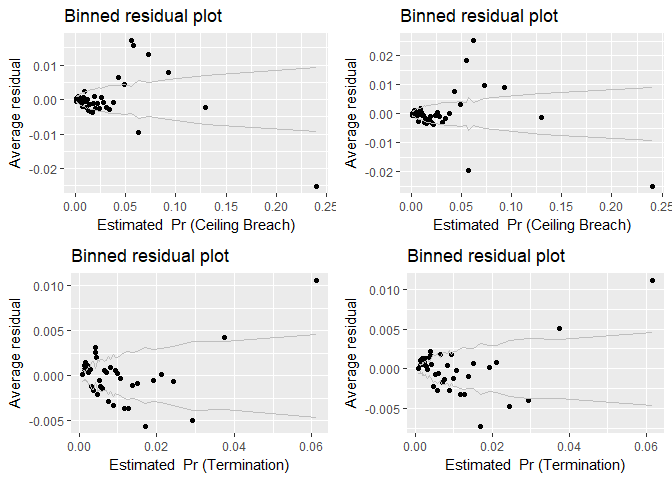 Binned residual plot
Average residual
0.01
0.00
-0.01
-0.02
0.00 0.05 0.10 0.15 0.20 0.25
Estimated  Pr (Ceiling Breach)
Binned residual plot
Average residual
0.02
0.01
0.00
-0.01
-0.02
0.00 0.05 0.10 0.15 0.20 0.25
Estimated  Pr (Ceiling Breach)
Binned residual plot
Average residual
0.010
0.005
0.000
-0.005
0.00 0.02 0.04 0.06
Estimated  Pr (Termination)
Binned residual plot
Average residual
0.010
0.005
0.000
-0.005
0.00 0.02 0.04 0.06
Estimated  Pr (Termination)